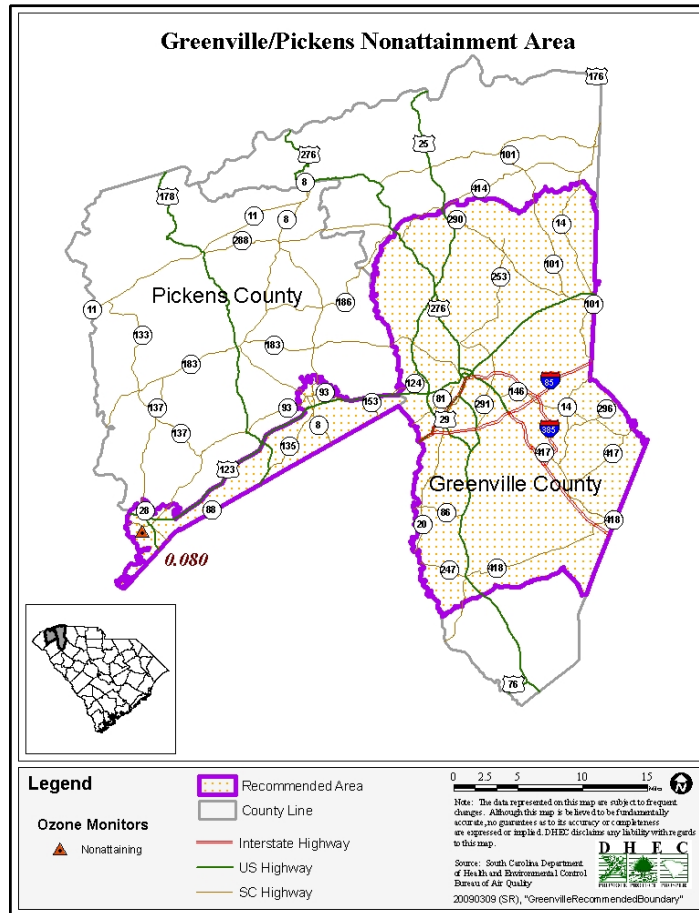 Greenville/Pickens Nonattainment Area
176
25
276
101
8
178
414
11
8
290
14
288
253
101
Pickens County
186
276
11
101
133
183
183
124
85
93
93
153
81
146
137
29
291
14
296
8
385
137
135
417
417
123
Greenville County
28
88
86
20
418
0.080
247
418
76
Legend
Recommended Area
County Line
0 2.5 5 10 15
Miles
Ozone Monitors
Nonattaining
Interstate Highway
US Highway
SC Highway
Note: The data represented on this map are subject to frequent
changes. Although this map is believed to be fundamentally
accurate, no guarantees as to its accuracy or completeness
are expressed or implied. DHEC disclaims any liability with regards
to this map.
D H E C
Source: South Carolina Department
of Health and Environmental Control
Bureau of Air Quality
PROMOTE PROTECT PROSPER
20090309 (SR), "GreenvilleRecommendedBoundary"